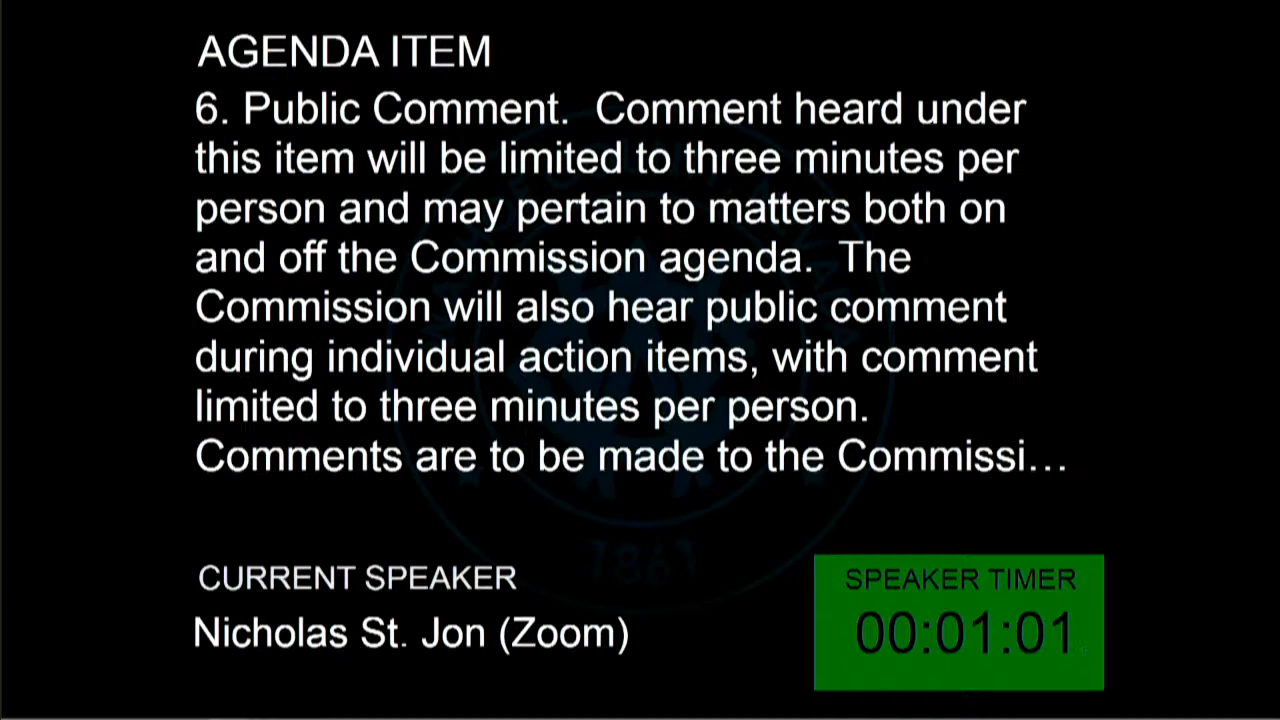 AGENDA ITEM
6. Public Comment.  Comment heard under
this item will be limited to three minutes per
person and may pertain to matters both on
and off the Commission agenda.  The
Commission will also hear public comment
during individual action items, with comment
limited to three minutes per person.
Comments are to be made to the Commissi...
1861
CURRENT SPEAKER
Nicholas St. Jon (Zoom)
SPEAKER TIMER
00:01:01